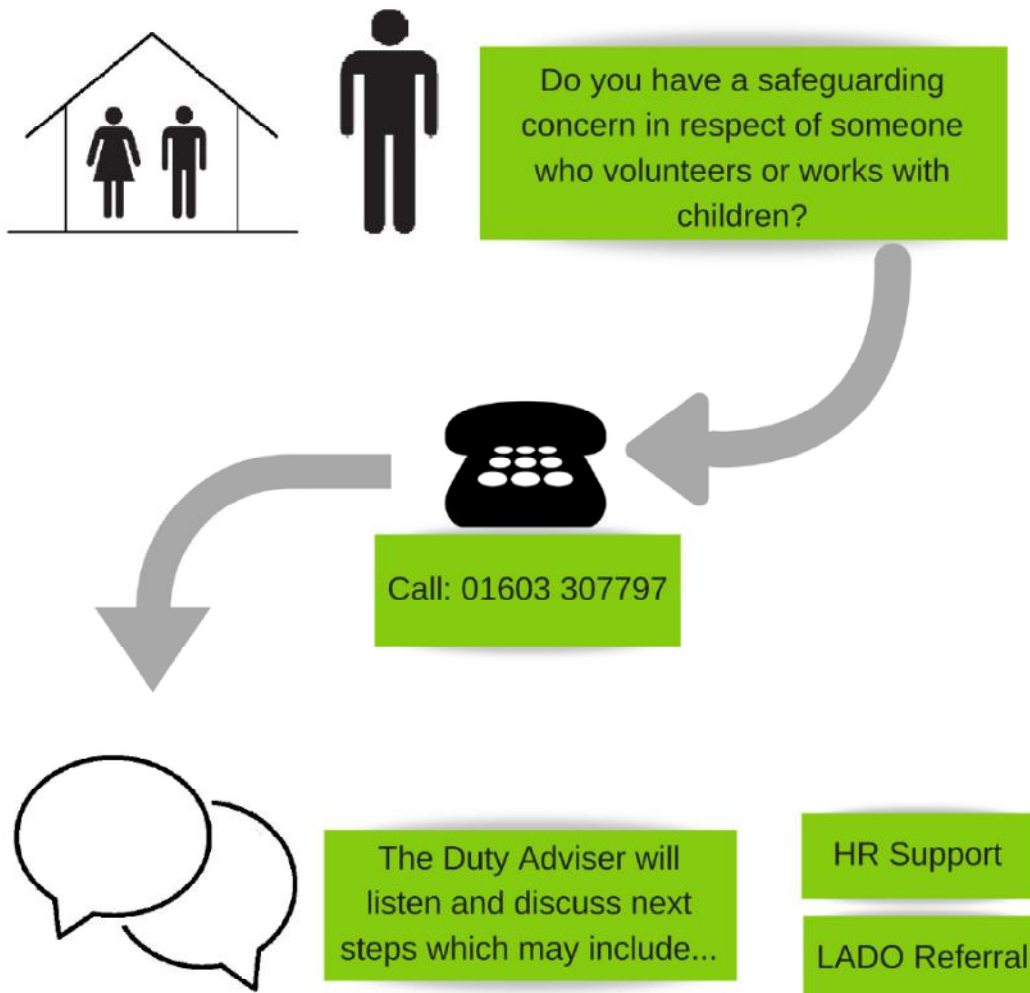 Do you have a safeguarding
concern in respect of someone
who volunteers or works with
children?
Call: 01603 307797
The Duty Adviser will
listen and discuss next
steps which may include...
HR Support
LADO Referral